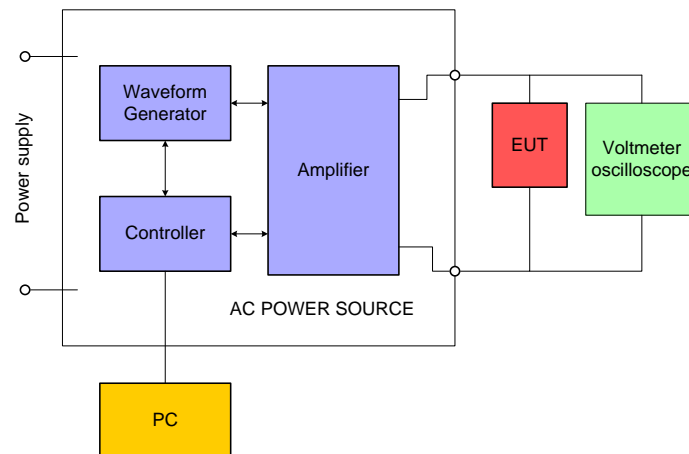 Power supply
Waveform
Generator
Controller
Amplifier
AC POWER SOURCE
EUT
Voltmeter
oscilloscope
PC